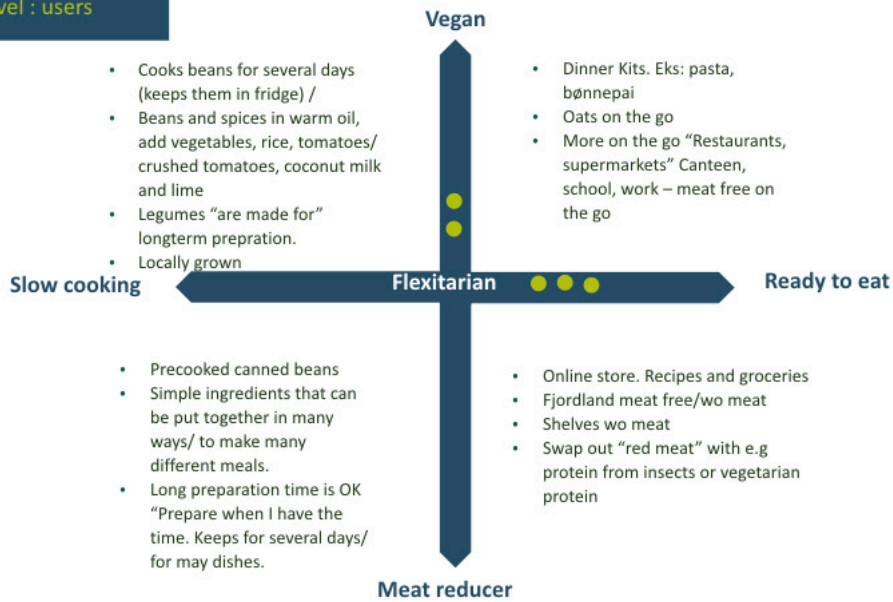 : users
Vegan
• Cooks beans for several days
(keeps them in fridge) /
• Beans and spices in warm oil,
add vegetables, rice, tomatoes/
crushed tomatoes, coconut milk
and lime
• Legumes “are made for”
longterm prepration.
• Locally grown
• Dinner Kits. Eks: pasta,
bønnepai
• Oats on the go
• More on the go “Restaurants,
supermarkets” Canteen,
school, work – meat free on
the go
Slow cooking
Flexitarian
Ready to eat
• Precooked canned beans
• Simple ingredients that can
be put together in many
ways/ to make many
different meals.
• Long preparation time is OK
“Prepare when I have the
time. Keeps for several days/
for may dishes.
• Online store. Recipes and groceries
• Fjordland meat free/wo meat
• Shelves wo meat
• Swap out “red meat” with e.g
protein from insects or vegetarian
protein
Meat reducer